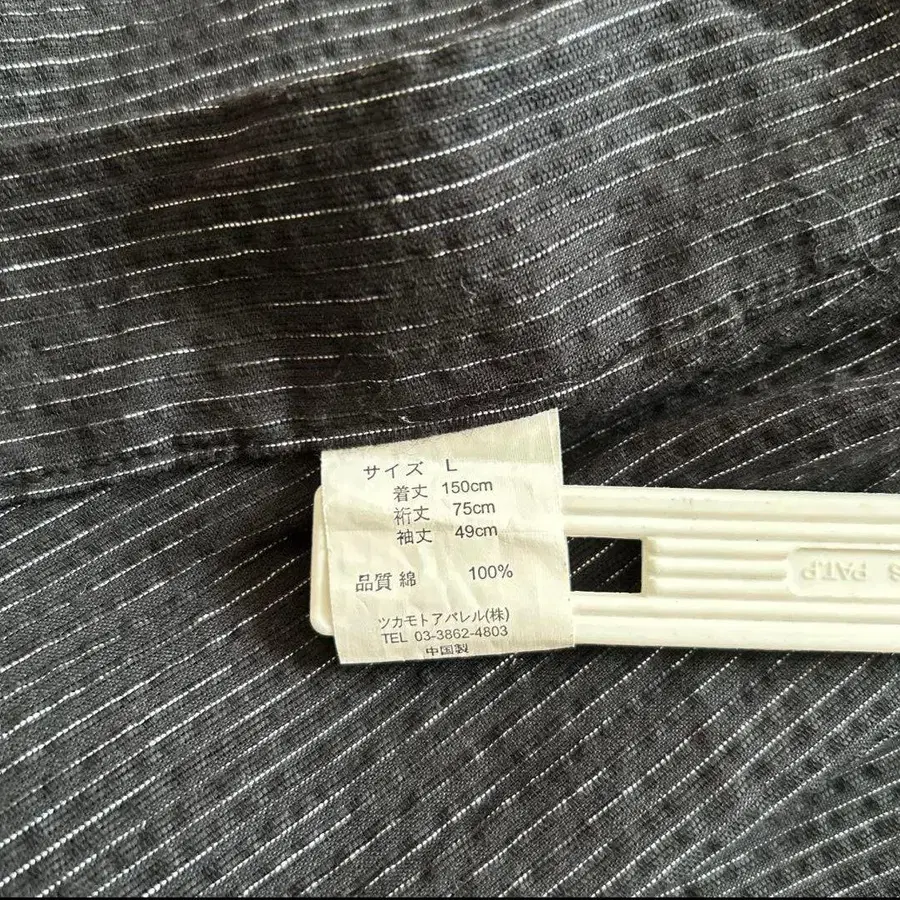 サイズ L
着丈 150cm
裄丈 75cm
袖丈 49cm
品質 綿 100%
ツカモトアパレル(株)
TEL 03-3862-4803
中国製
PAT.P